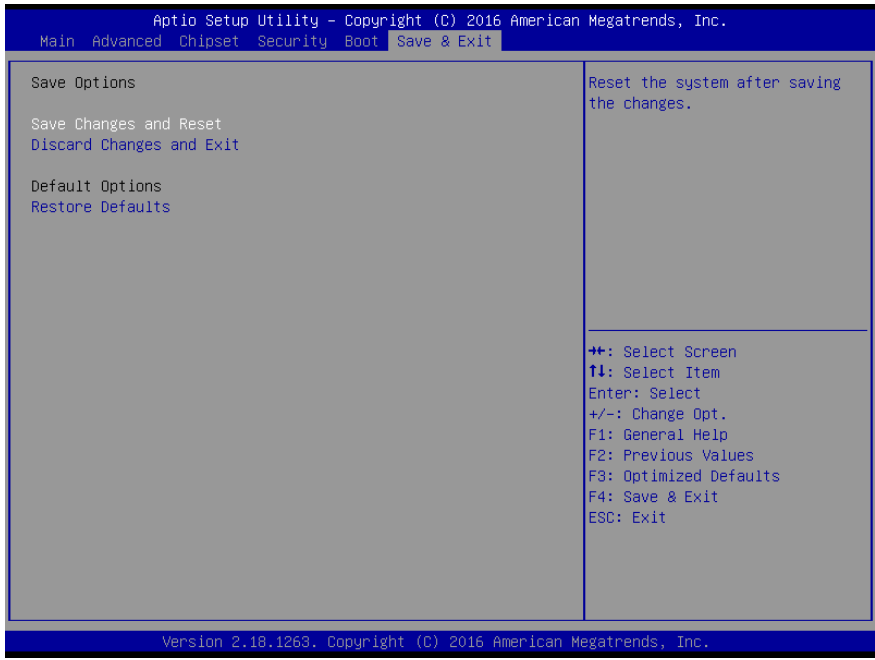 Aptio Setup Utility – Copyright (C) 2016 American Megatrends, Inc.
Main Advanced Chipset Security Boot Save & Exit
Save Options
Save Changes and Reset
Discard Changes and Exit
Default Options
Restore Defaults
Reset the system after saving
the changes.
→←: Select Screen
↑↓: Select Item
Enter: Select
+/-: Change Opt.
F1: General Help
F2: Previous Values
F3: Optimized Defaults
F4: Save & Exit
ESC: Exit
Version 2.18.1263. Copyright (C) 2016 American Megatrends, Inc.